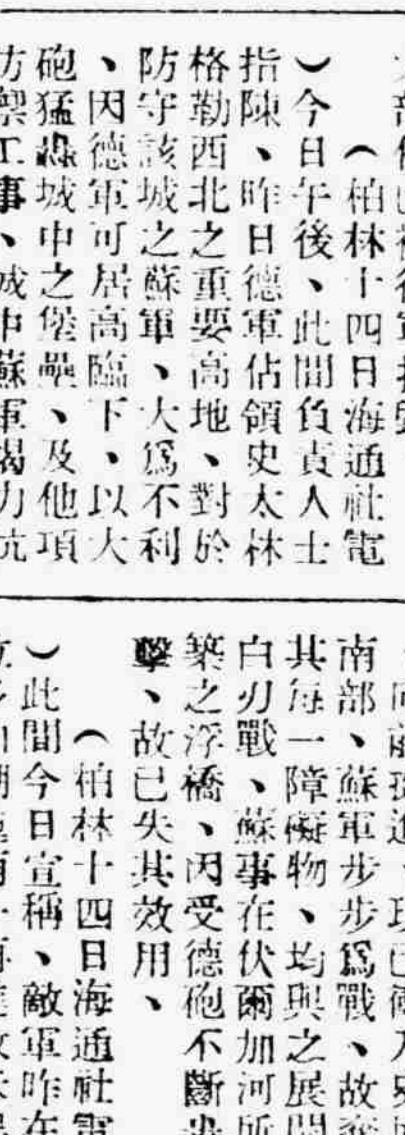 （柏林十四日海通社電
）今日午後、此間負責人士
指陳、昨日德軍佔領史太林
格勒西北之重要高地、對於
防守該城之蘇軍、大爲不利
、因德軍可居高臨下、以大
砲猛轟城中之堡壘、及他項
防禦工事、城中蘇軍竭力抗
南部、蘇軍步步爲戰、故
其每一障礙物、均與之展開
白刃戰、蘇事在伏爾加河所
築之浮橋、因受德砲不斷
擊、故已失其效用、
（柏林十四日海通社電
）此間今日宣稱、敵軍昨在